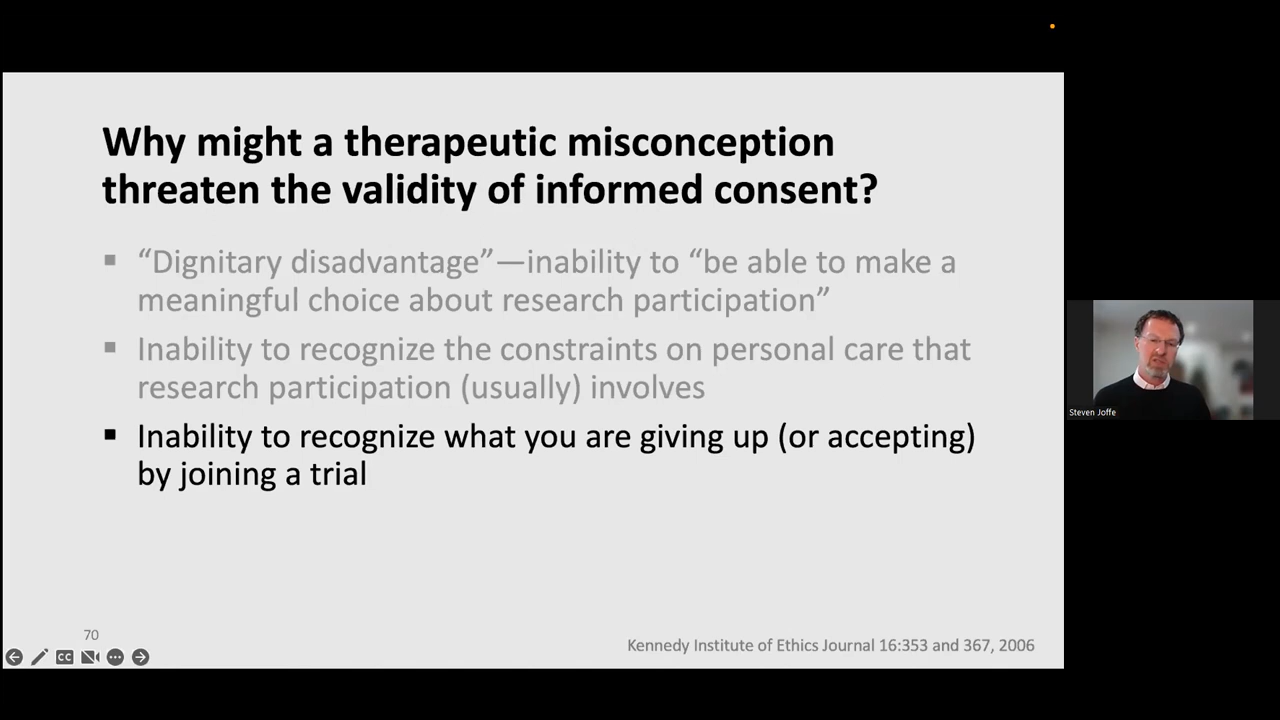 Why might a therapeutic misconception
threaten the validity of informed consent?
▪ “Dignitary disadvantage”—inability to “be able to make a
meaningful choice about research participation”
▪ Inability to recognize the constraints on personal care that
research participation (usually) involves
▪ Inability to recognize what you are giving up (or accepting)
by joining a trial
Steven Joffe
70
Kennedy Institute of Ethics Journal 16:353 and 367, 2006
CC